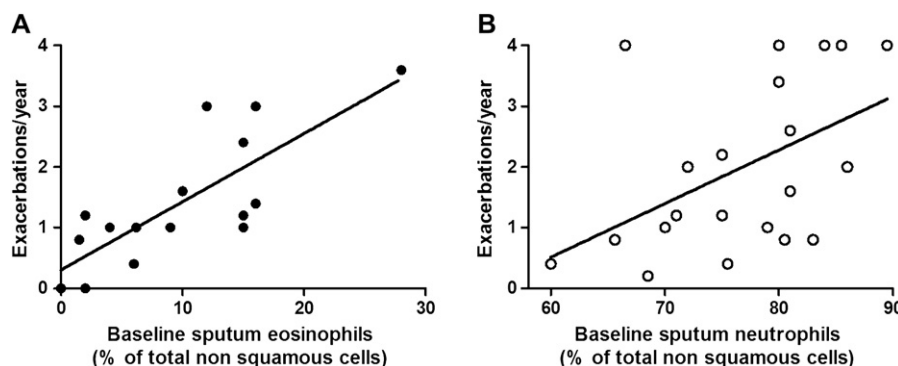 A
Exacerbations/year
4
3
2
1
0
0 10 20 30
Baseline sputum eosinophils
(% of total non squamous cells)
B
Exacerbations/year
4
3
2
1
0
60 70 80 90
Baseline sputum neutrophils
(% of total non squamous cells)